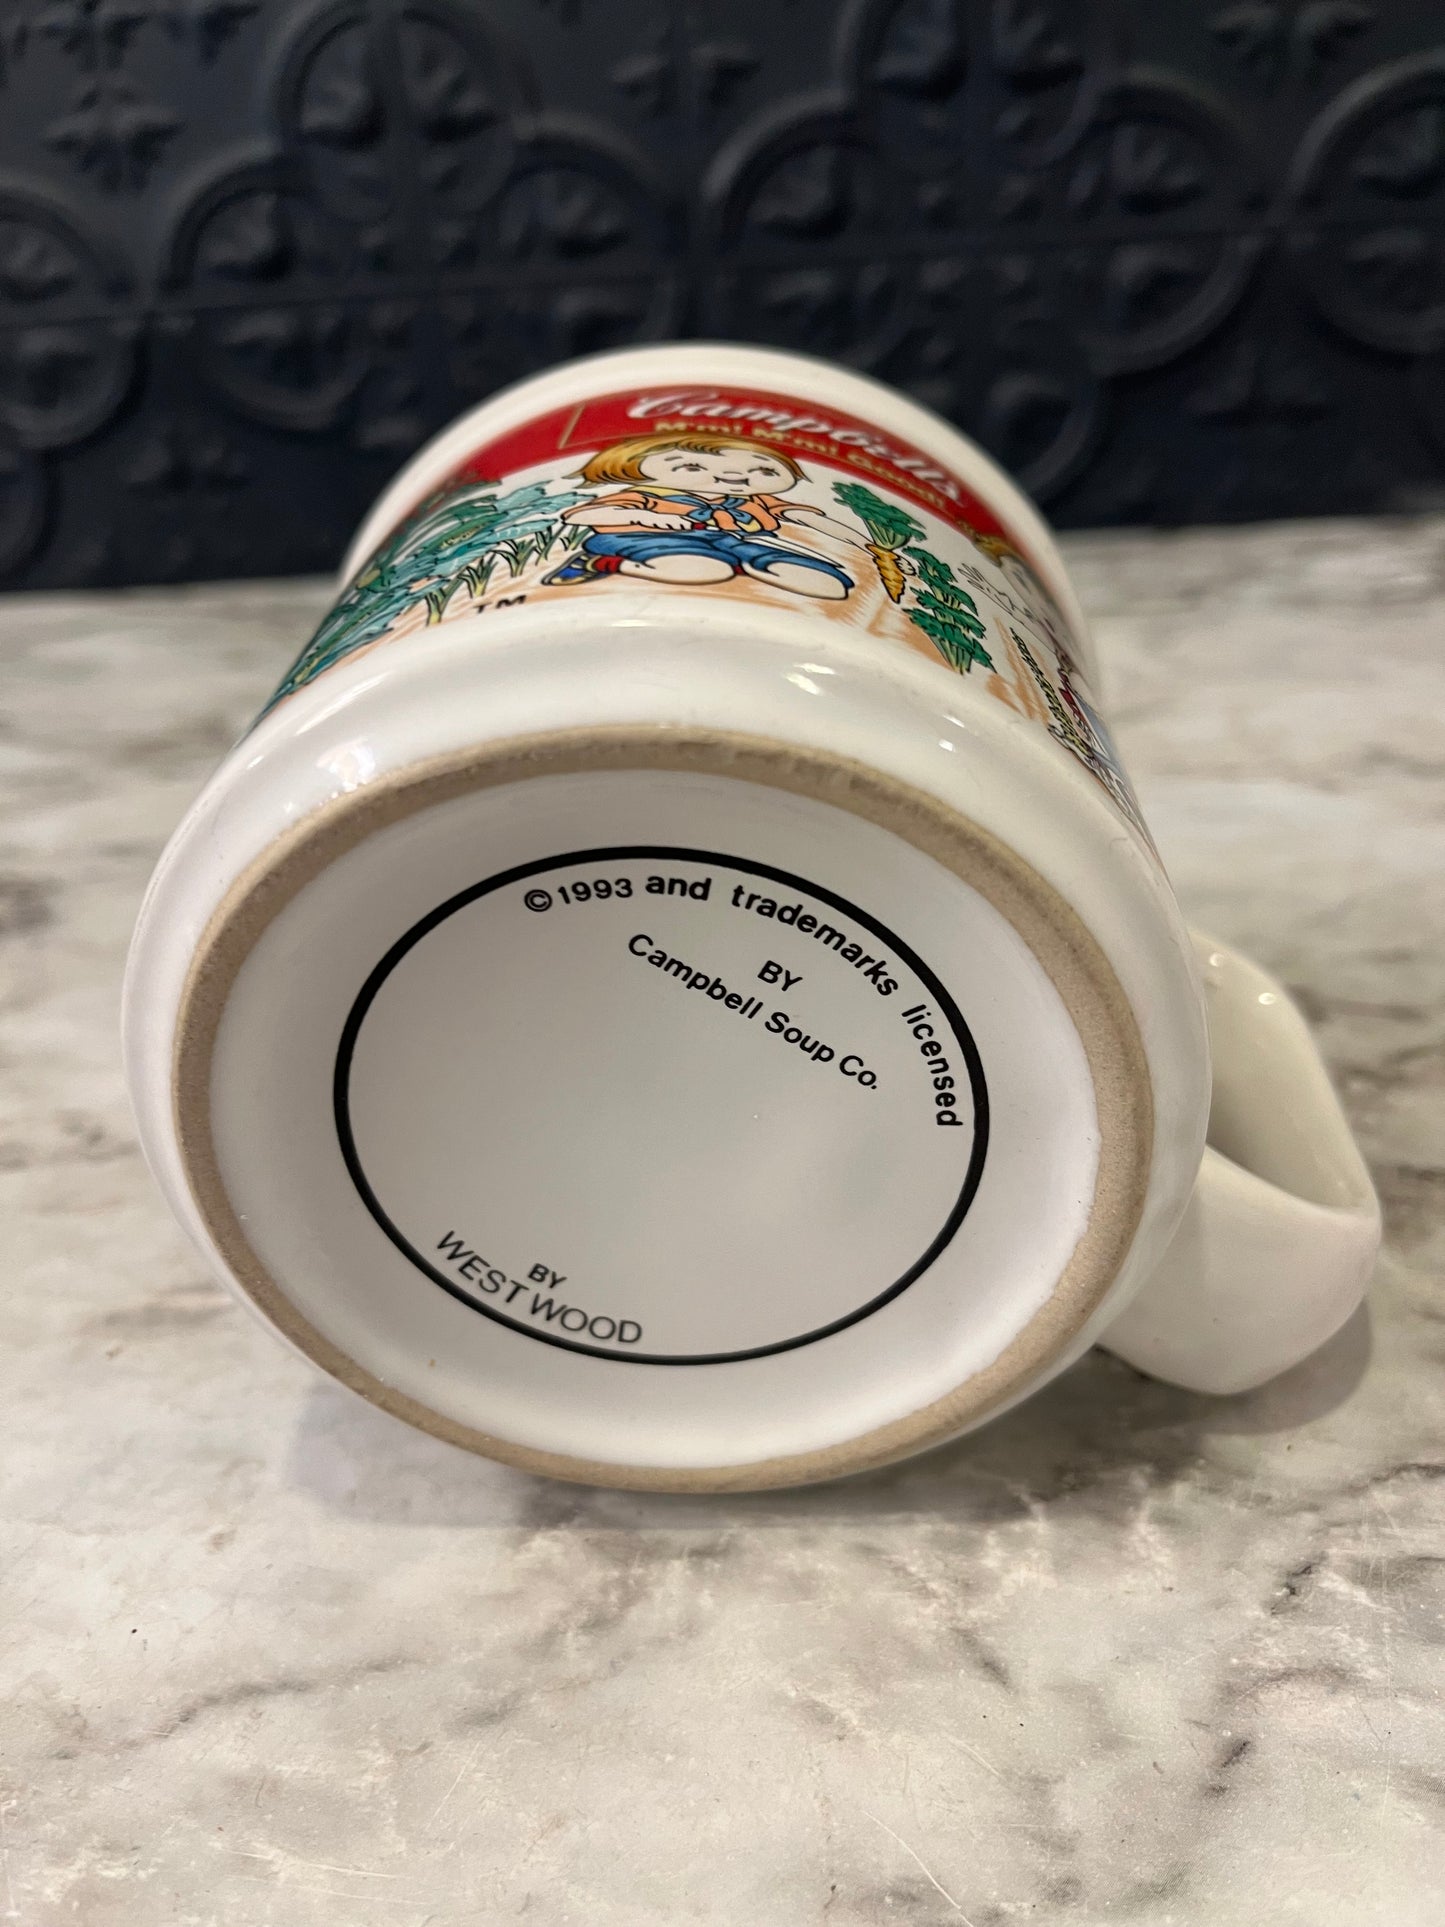 Campbell's
M'm! M'm! Good!
TM
©1993 and trademarks licensed
BY
Campbell Soup Co.
BY
WESTWOOD